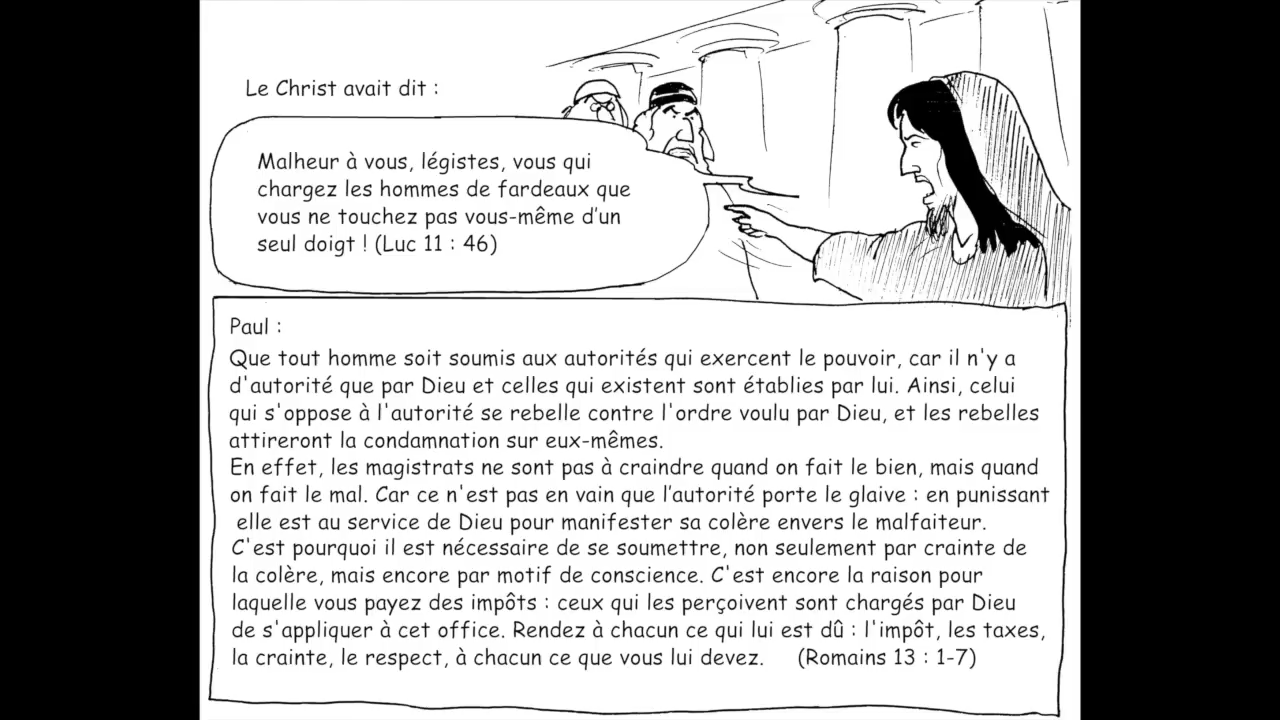 Le Christ avait dit :
Malheur à vous, légistes, vous qui
chargez les hommes de fardeaux que
vous ne touchez pas vous-même d'un
seul doigt ! (Luc 11 : 46)
Paul :
Que tout homme soit soumis aux autorités qui exercent le pouvoir, car il n'y a
d'autorité que par Dieu et celles qui existent sont établies par lui. Ainsi, celui
qui s'oppose à l'autorité se rebelle contre l'ordre voulu par Dieu, et les rebelles
attireront la condamnation sur eux-mêmes.
En effet, les magistrats ne sont pas à craindre quand on fait le bien, mais quand
on fait le mal. Car ce n'est pas en vain que l'autorité porte le glaive : en punissant
elle est au service de Dieu pour manifester sa colère envers le malfaiteur.
C'est pourquoi il est nécessaire de se soumettre, non seulement par crainte de
la colère, mais encore par motif de conscience. C'est encore la raison pour
laquelle vous payez des impôts : ceux qui les perçoivent sont chargés par Dieu
de s'appliquer à cet office. Rendez à chacun ce qui lui est dû : l'impôt, les taxes,
la crainte, le respect, à chacun ce que vous lui devez. (Romains 13 : 1-7)